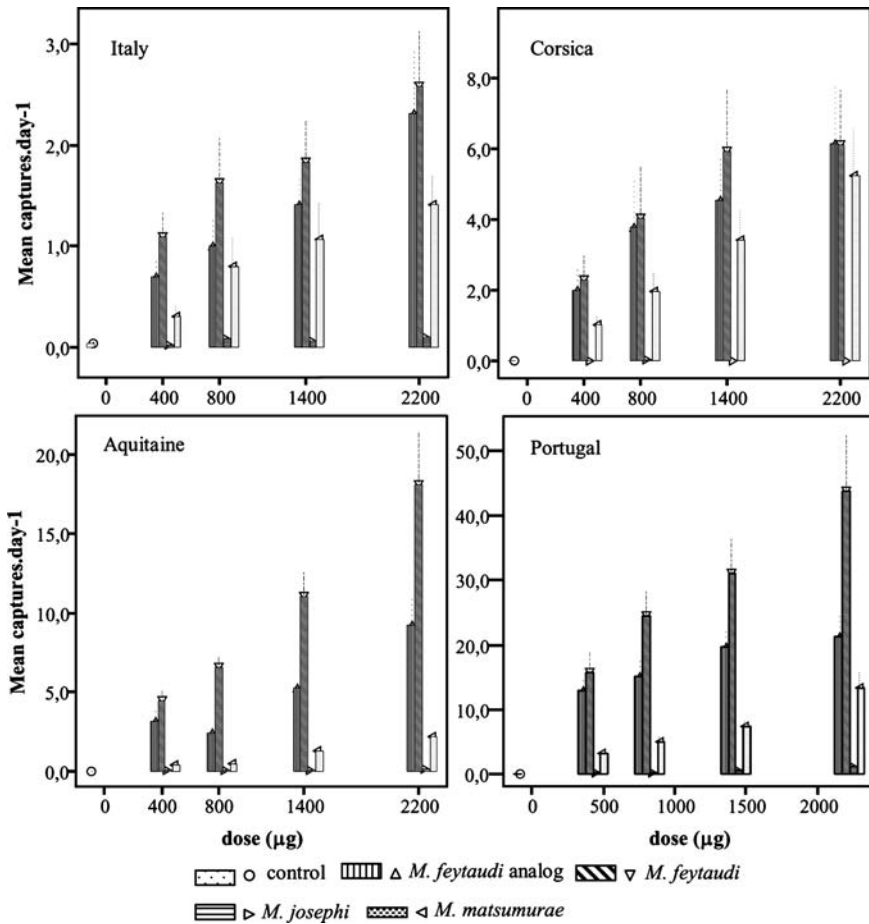 Italy
Corsica
Mean captures.day-1
3,0
2,0
1,0
0,0
8,0
6,0
4,0
2,0
0,0
0 400 800 1400 2200
0 400 800 1400 2200
Aquitaine
Portugal
Mean captures.day-1
20,0
15,0
10,0
5,0
0,0
50,0
40,0
30,0
20,0
10,0
0,0
0 400 800 1400 2200
0 500 1000 1500 2000
dose (µg)
dose (µg)
control M. feytaudi analog M. feytaudi
M. josephi M. matsumurae